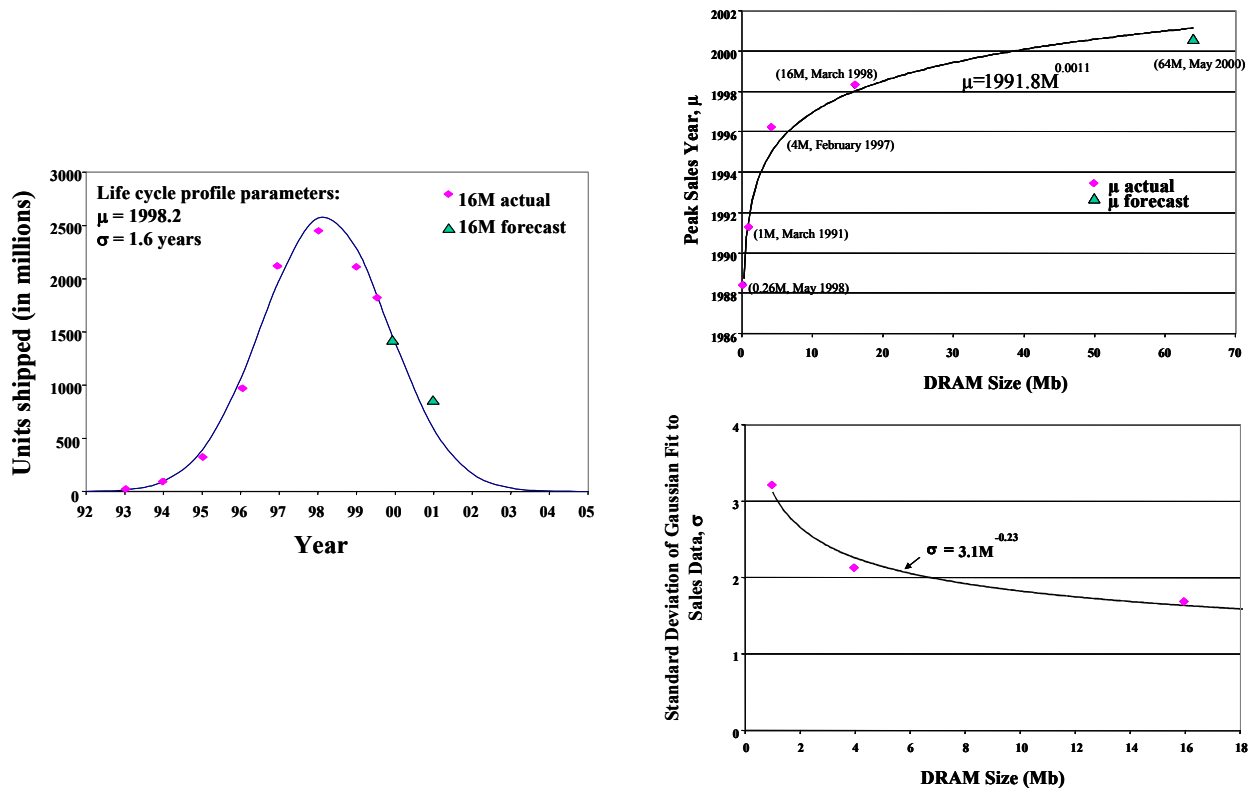 Units shipped (in millions)
3000
2500
2000
1500
1000
500
0
Life cycle profile parameters:
μ = 1998.2
σ = 1.6 years
16M actual
16M forecast
92 93 94 95 96 97 98 99 00 01 02 03 04 05
Year
Peak Sales Year, μ
2002
2000
1998
1996
1994
1992
1990
1988
1986
(16M, March 1998)
μ=1991.8M^0.0011
(64M, May 2000)
(4M, February 1997)
μ actual
μ forecast
(1M, March 1991)
(0.26M, May 1998)
0 10 20 30 40 50 60 70
DRAM Size (Mb)
Standard Deviation of Gaussian Fit to
Sales Data, σ
4
3
2
1
0
σ = 3.1M^-0.23
0 2 4 6 8 10 12 14 16 18
DRAM Size (Mb)